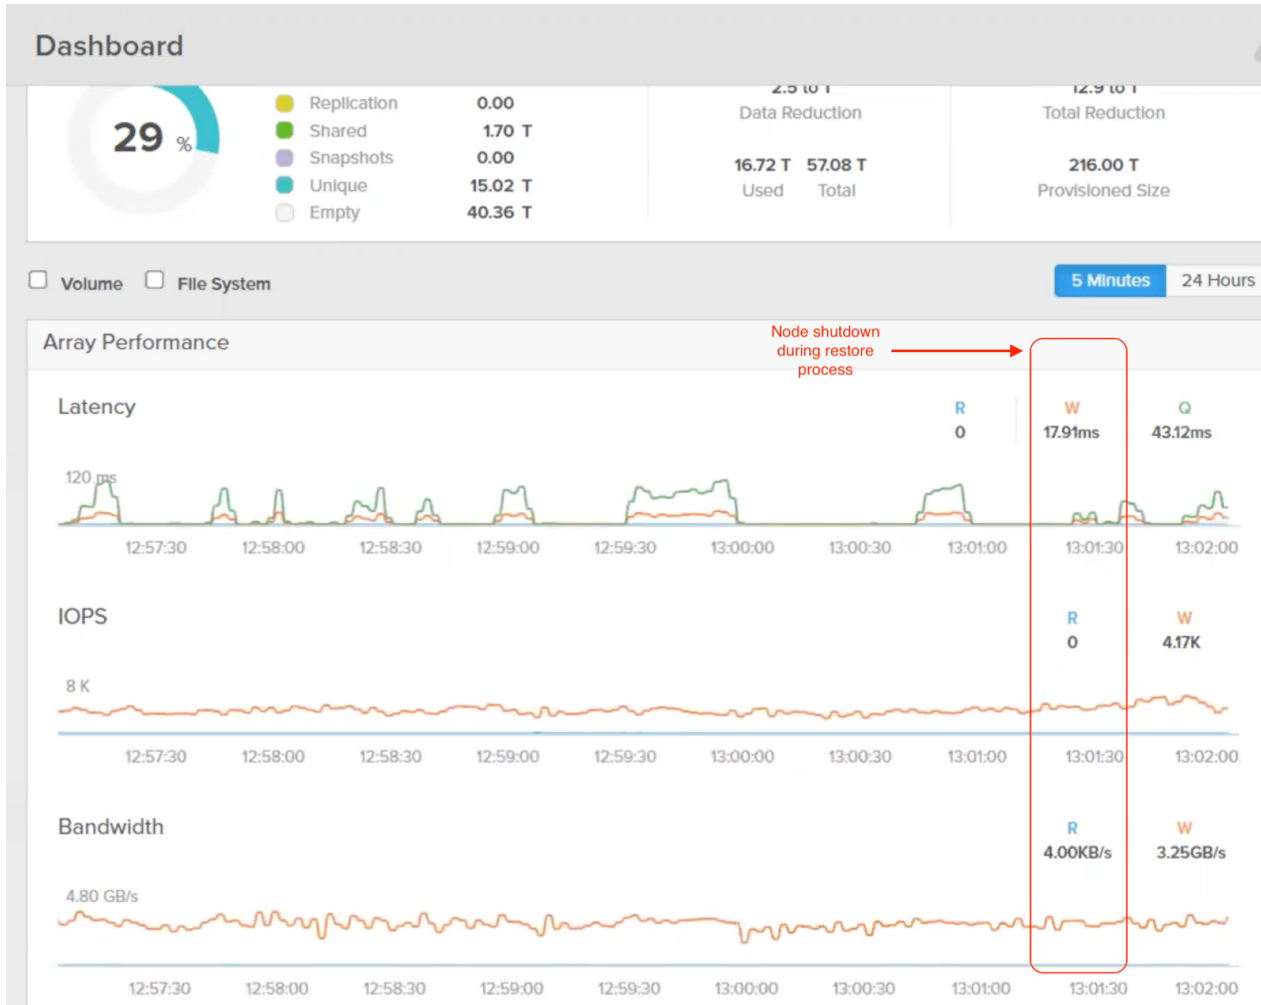 Dashboard
29 %
Replication 0.00
Shared 1.70 T
Snapshots 0.00
Unique 15.02 T
Empty 40.36 T
2.5 to 1
Data Reduction
16.72 T 57.08 T
Used Total
12.9 to 1
Total Reduction
216.00 T
Provisioned Size
Volume File System
5 Minutes 24 Hours
Array Performance
Node shutdown
during restore
process
Latency
R W Q
0 17.91ms 43.12ms
120 ms
12:57:30 12:58:00 12:58:30 12:59:00 12:59:30 13:00:00 13:00:30 13:01:00 13:01:30 13:02:00
IOPS
R W
0 4.17K
8 K
12:57:30 12:58:00 12:58:30 12:59:00 12:59:30 13:00:00 13:00:30 13:01:00 13:01:30 13:02:00
Bandwidth
R W
4.00KB/s 3.25GB/s
4.80 GB/s
12:57:30 12:58:00 12:58:30 12:59:00 12:59:30 13:00:00 13:00:30 13:01:00 13:01:30 13:02:00